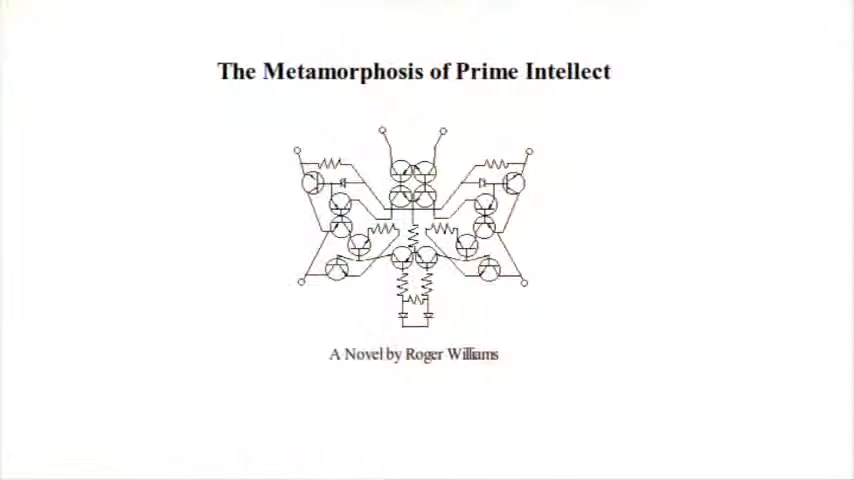 The Metamorphosis of Prime Intellect
A Novel by Roger Williams